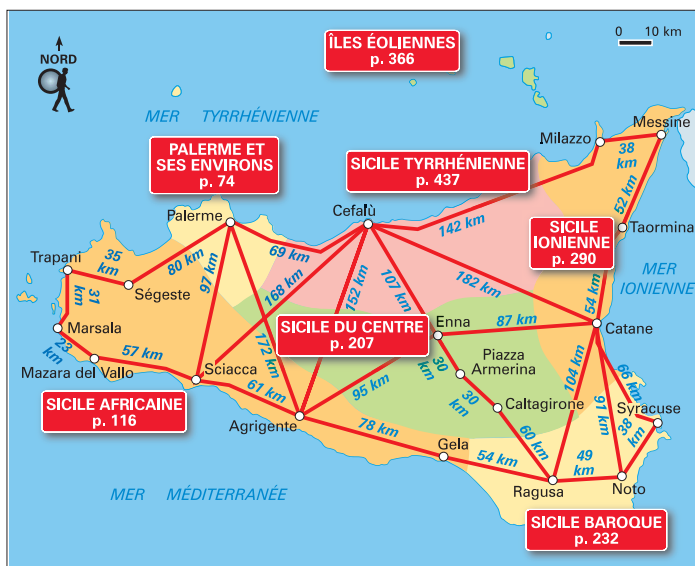 0 10 km
ÎLES ÉOLIENNES
p. 366
NORD
MER TYRRHÉNIENNE
Messine
Milazzo
38
km
PALERME ET
SES ENVIRONS
p. 74
SICILE TYRRHÉNIENNE
p. 437
52 km
Palerme
Cefalù
142 km
SICILE
IONIENNE
p. 290
Taormina
35
km
80 km
69 km
Trapani
MER
IONIENNE
97 km
168 km
152 km
107 km
182 km
Ségeste
31
km
54 km
Marsala
SICILE DU CENTRE
p. 207
Enna
87 km
Catane
23
km
57 km
172 km
Mazara del Vallo
Sciacca
95 km
30
km
Piazza
Armerina
104 km
66 km
SICILE AFRICAINE
p. 116
61 km
30
km
Caltagirone
91 km
Syracuse
38
km
Agrigente
78 km
60 km
Gela
54 km
49
km
Ragusa
Noto
MER MÉDITERRANÉE
SICILE BAROQUE
p. 232